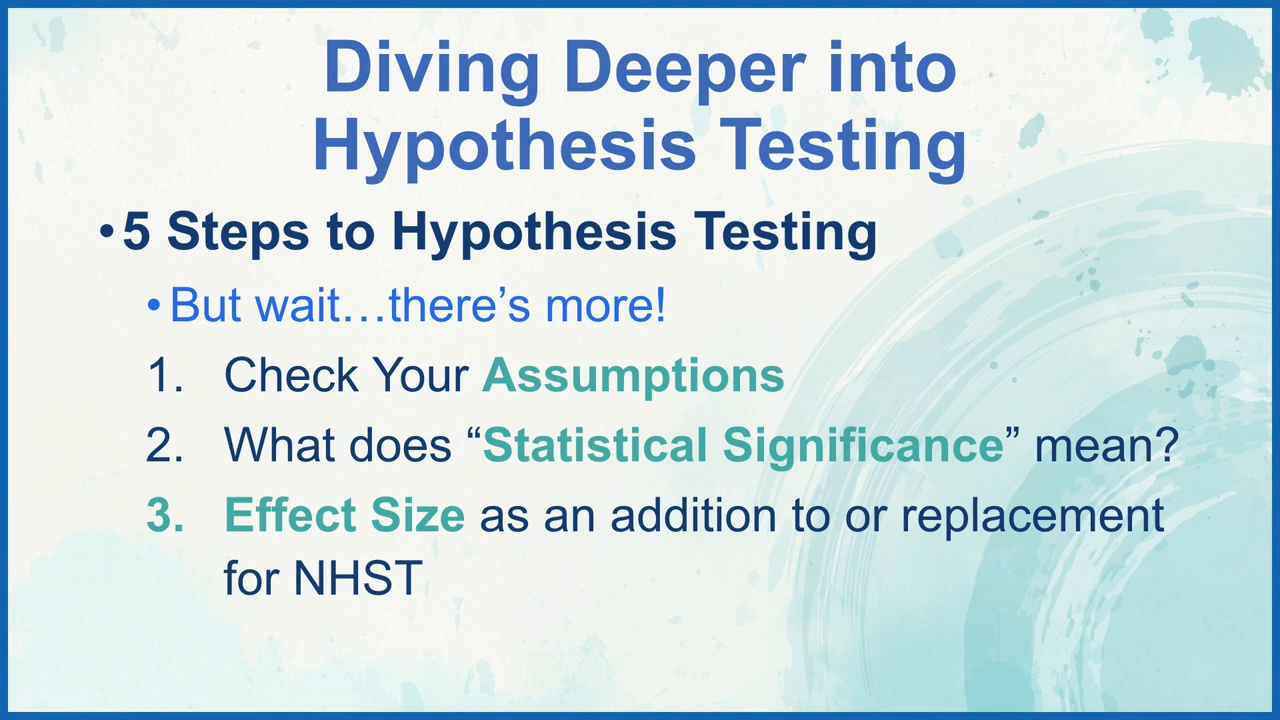 Diving Deeper into
Hypothesis Testing
•5 Steps to Hypothesis Testing
•But wait…there’s more!
1. Check Your Assumptions
2. What does “Statistical Significance” mean?
3. Effect Size as an addition to or replacement
for NHST